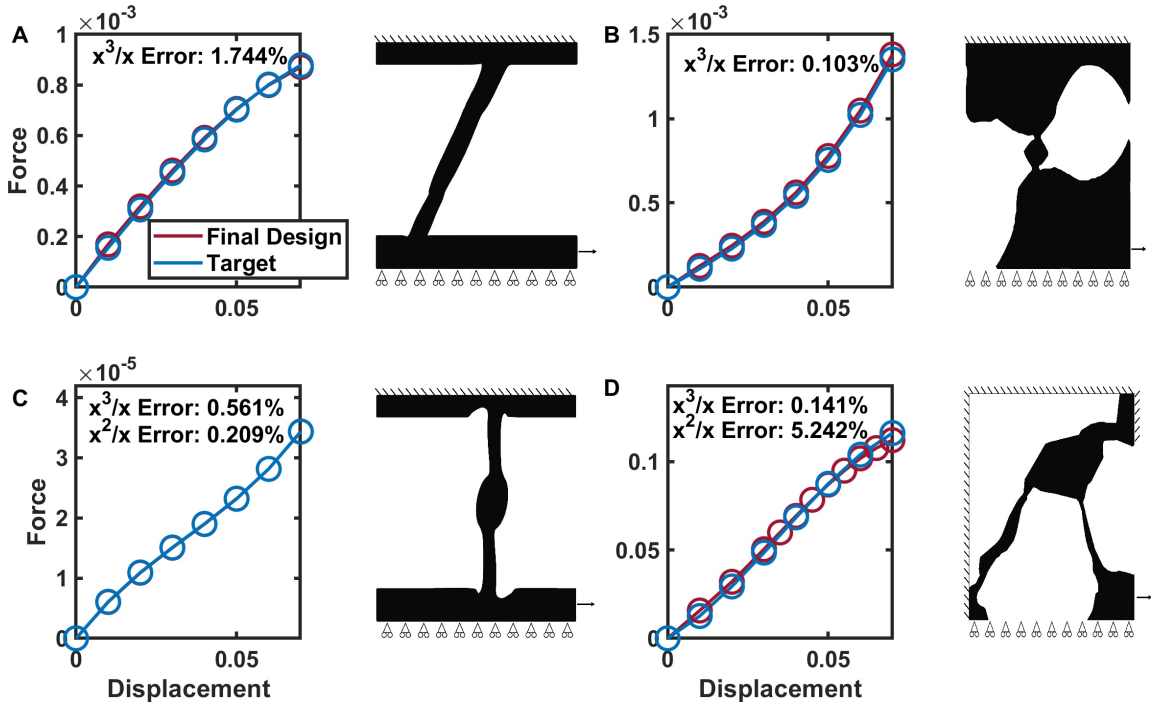 A
×10⁻³
1
0.8
0.6
0.4
0.2
0
0
0.05
Force
x³/x Error: 1.744%
Final Design
Target
B
×10⁻³
1.5
1
0.5
0
0
0.05
x³/x Error: 0.103%
C
×10⁻⁵
4
3
2
1
0
0
0.05
Force
Displacement
x³/x Error: 0.561%
x²/x Error: 0.209%
D
0.1
0.05
0
0
0.05
Displacement
x³/x Error: 0.141%
x²/x Error: 5.242%